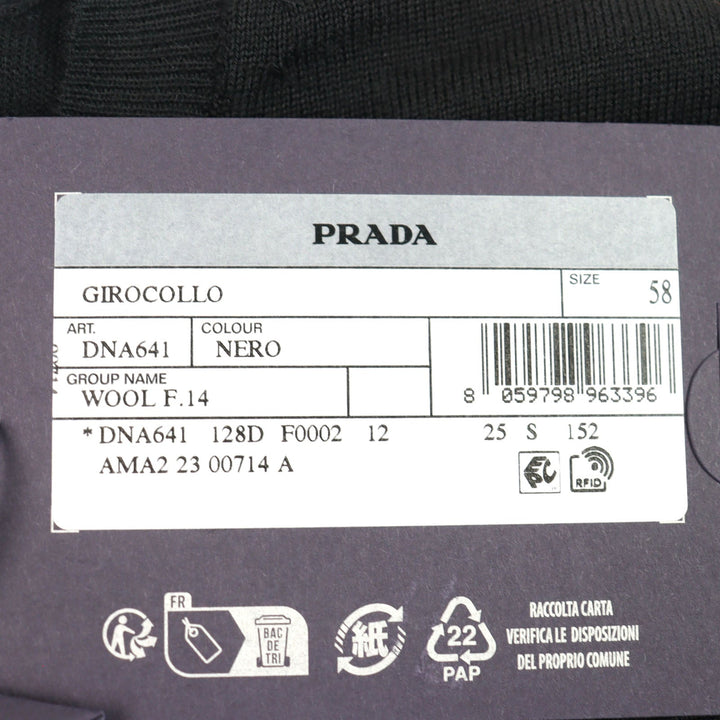 PRADA
GIROCOLLO SIZE 58
ART. DNA641 COLOUR NERO
GROUP NAME
WOOL F.14
8 059798 963396
* DNA641 128D F0002 12 25 S 152
AMA2 23 00714 A
EPC RFID
FR
BAC
DE
TRI
紙
22
PAP
RACCOLTA CARTA
VERIFICA LE DISPOSIZIONI
DEL PROPRIO COMUNE